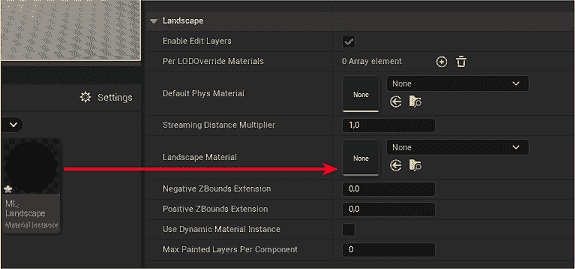 Landscape
Enable Edit Layers
Per LODOverride Materials 0 Array element
Default Phys Material None None
Streaming Distance Multiplier 1,0
Landscape Material None None
Negative ZBounds Extension 0,0
Positive ZBounds Extension 0,0
Use Dynamic Material Instance
Max Painted Layers Per Component 0
Settings
MI_
Landscape
Material Instance